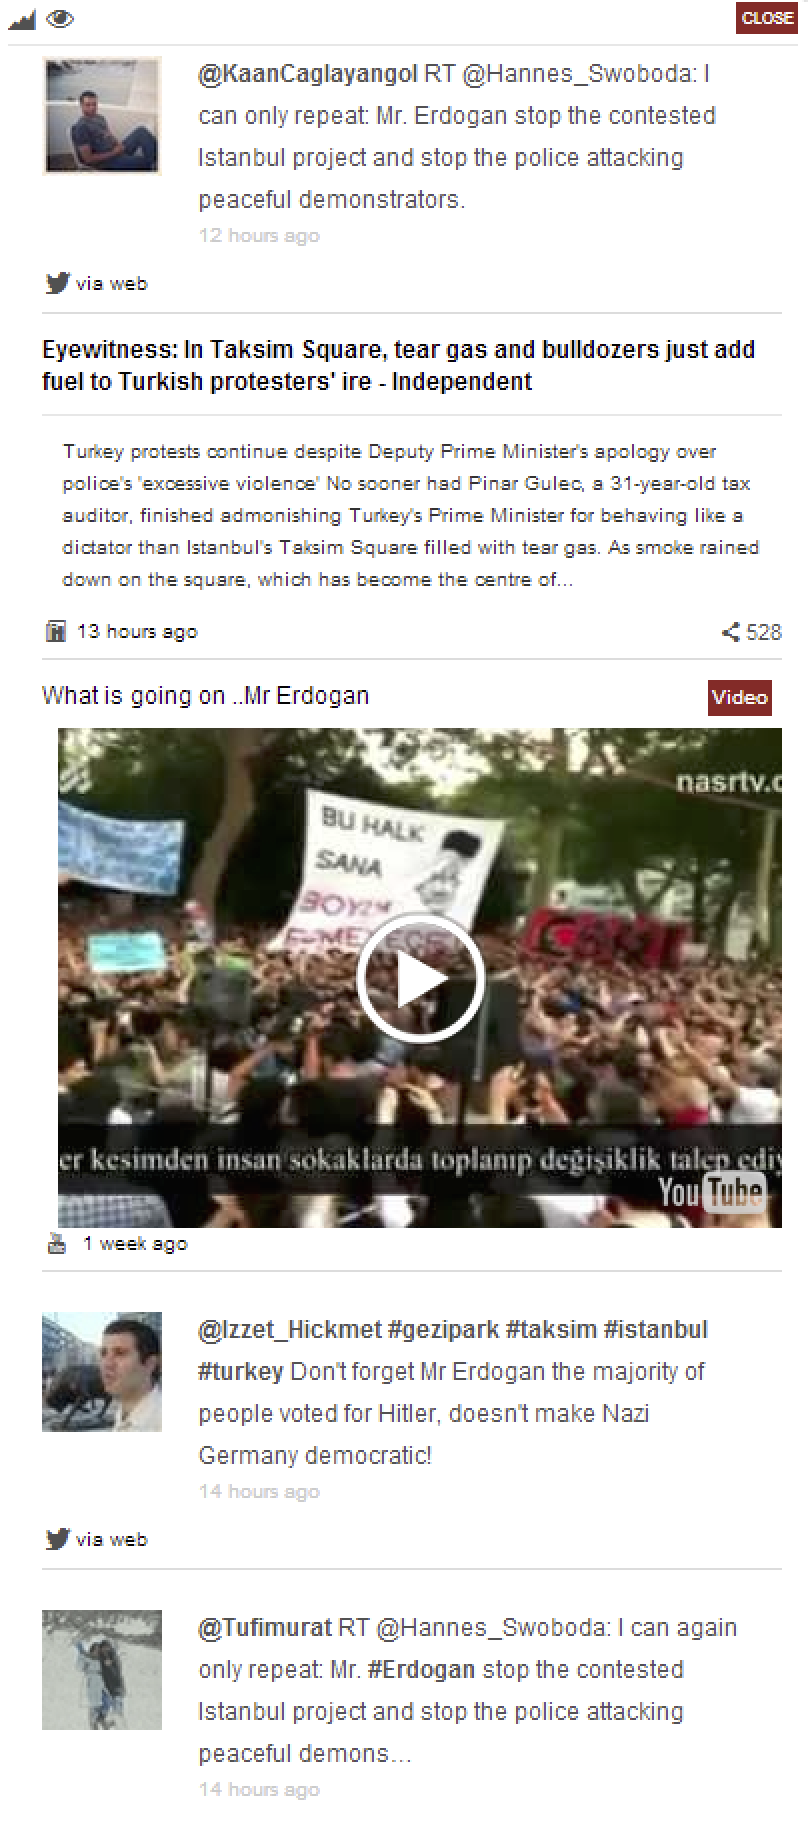 CLOSE
@KaanCaglayangol RT @Hannes_Swoboda: I
can only repeat: Mr. Erdogan stop the contested
Istanbul project and stop the police attacking
peaceful demonstrators.
12 hours ago
via web
Eyewitness: In Taksim Square, tear gas and bulldozers just add
fuel to Turkish protesters' ire - Independent
Turkey protests continue despite Deputy Prime Minister's apology over
police's 'excessive violence' No sooner had Pinar Gulec, a 31-year-old tax
auditor, finished admonishing Turkey's Prime Minister for behaving like a
dictator than Istanbul's Taksim Square filled with tear gas. As smoke rained
down on the square, which has become the centre of...
13 hours ago
528
What is going on ..Mr Erdogan
Video
nasrtv.c
BU HALK
SANA
BOYUN
er kesimden insan sokaklarda toplanıp değişiklik talep ediy
YouTube
1 week ago
@Izzet_Hickmet #gezipark #taksim #istanbul
#turkey Don't forget Mr Erdogan the majority of
people voted for Hitler, doesn't make Nazi
Germany democratic!
14 hours ago
via web
@Tufimurat RT @Hannes_Swoboda: I can again
only repeat: Mr. #Erdogan stop the contested
Istanbul project and stop the police attacking
peaceful demons...
14 hours ago